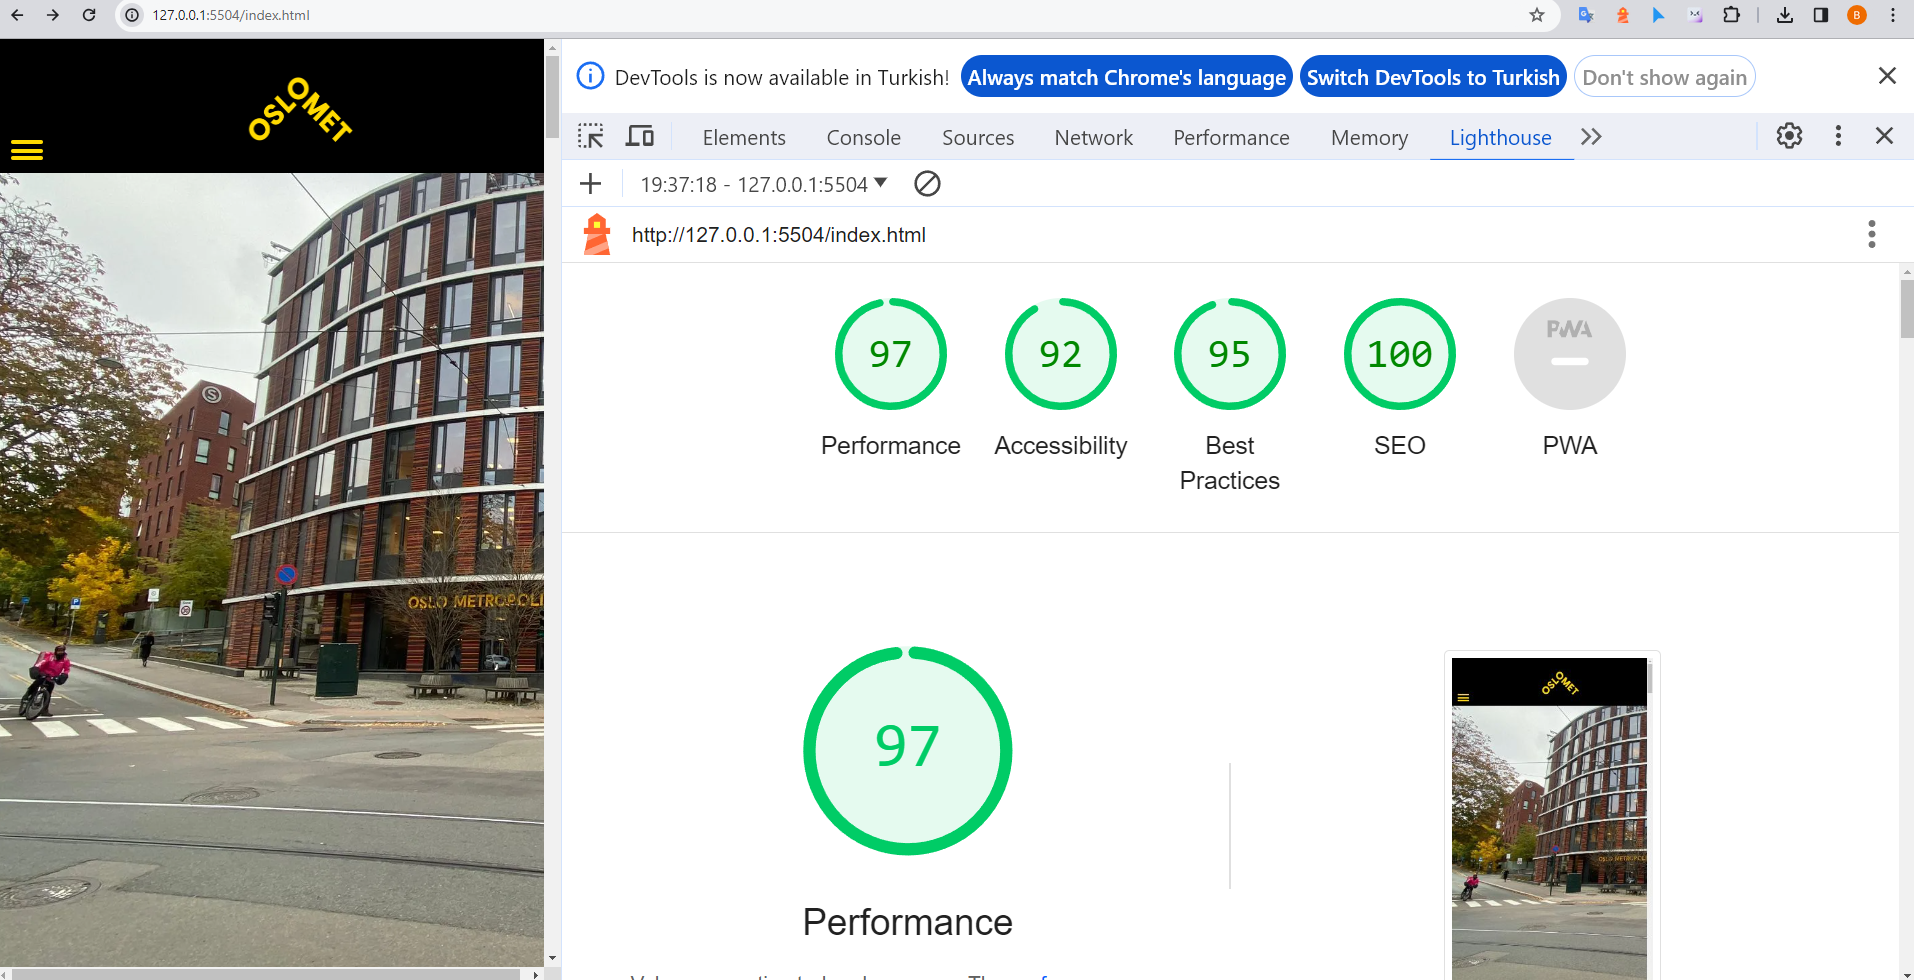 127.0.0.1:5504/index.html
B
OSLOMET
OSLO METROPOLI
DevTools is now available in Turkish!
Always match Chrome's language
Switch DevTools to Turkish
Don't show again
Elements
Console
Sources
Network
Performance
Memory
Lighthouse
19:37:18 - 127.0.0.1:5504
http://127.0.0.1:5504/index.html
97
92
95
100
PWA
Performance
Accessibility
Best
Practices
SEO
PWA
97
Performance
OSLOMET
OSLO METROPOLI